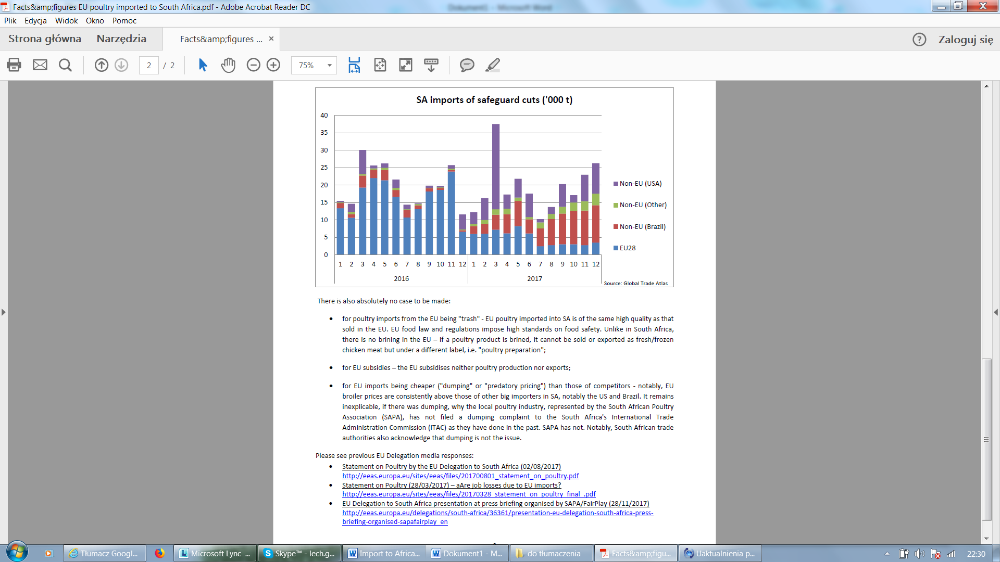 Facts&amp;figures EU poultry imported to South Africa.pdf - Adobe Acrobat Reader DC
Dokument1 - Microsoft Word
Plik Edycja Widok Okno Pomoc
Strona główna Narzędzia Facts&amp;figures ... × Zaloguj się
2 / 2 75%
SA imports of safeguard cuts ('000 t)
40
35
30
25
20
15
10
5
0
Non-EU (USA)
Non-EU (Other)
Non-EU (Brazil)
EU28
1 2 3 4 5 6 7 8 9 10 11 12 1 2 3 4 5 6 7 8 9 10 11 12
2016 2017
Source: Global Trade Atlas
There is also absolutely no case to be made:
• for poultry imports from the EU being "trash" - EU poultry imported into SA is of the same high quality as that
sold in the EU. EU food law and regulations impose high standards on food safety. Unlike in South Africa,
there is no brining in the EU – if a poultry product is brined, it cannot be sold or exported as fresh/frozen
chicken meat but under a different label, i.e. "poultry preparation";
• for EU subsidies – the EU subsidises neither poultry production nor exports;
• for EU imports being cheaper ("dumping" or "predatory pricing") than those of competitors - notably, EU
broiler prices are consistently above those of other big importers in SA, notably the US and Brazil. It remains
inexplicable, if there was dumping, why the local poultry industry, represented by the South African Poultry
Association (SAPA), has not filed a dumping complaint to the South Africa's International Trade
Administration Commission (ITAC) as they have done in the past. SAPA has not. Notably, South African trade
authorities also acknowledge that dumping is not the issue.
Please see previous EU Delegation media responses:
• Statement on Poultry by the EU Delegation to South Africa (02/08/2017)
http://eeas.europa.eu/sites/eeas/files/201700801_statement_on_poultry.pdf
• Statement on Poultry (28/03/2017) – aAre job losses due to EU imports?
http://eeas.europa.eu/sites/eeas/files/20170328_statement_on_poultry_final_.pdf
• EU Delegation to South Africa presentation at press briefing organised by SAPA/FairPlay (28/11/2017)
http://eeas.europa.eu/delegations/south-africa/36361/presentation-eu-delegation-south-africa-press-
briefing-organised-sapafairplay_en
Tłumacz Googl... Microsoft Lync ... Skype™ - lech.g... Import to Africa... Dokument1 - M... do tłumaczenia Facts&amp;figu... Uaktualnienia p... 22:30